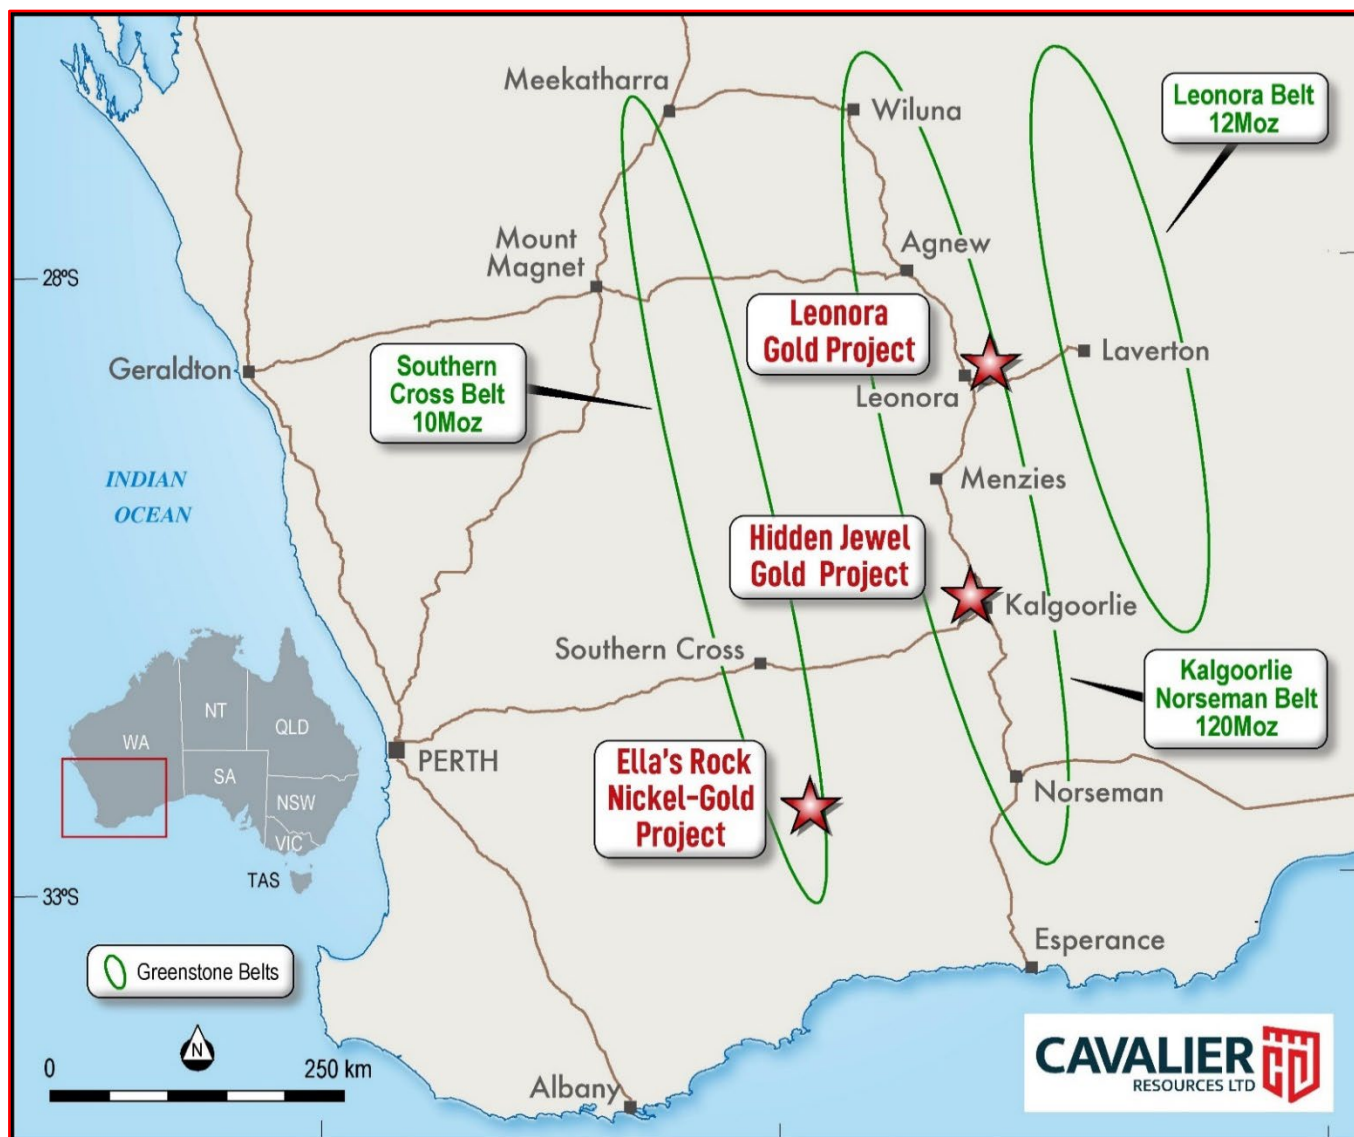 Meekatharra
Wiluna
Leonora Belt
12Moz
Mount
Magnet
Agnew
28ºS
Leonora
Gold Project
Geraldton
Southern
Cross Belt
10Moz
Laverton
Leonora
INDIAN
OCEAN
Menzies
Hidden Jewel
Gold Project
Kalgoorlie
Southern Cross
Kalgoorlie
Norseman Belt
120Moz
NT
QLD
WA
SA
NSW
VIC
TAS
PERTH
Ella's Rock
Nickel-Gold
Project
Norseman
33ºS
Esperance
Greenstone Belts
N
0 250 km
Albany
CAVALIER
RESOURCES LTD